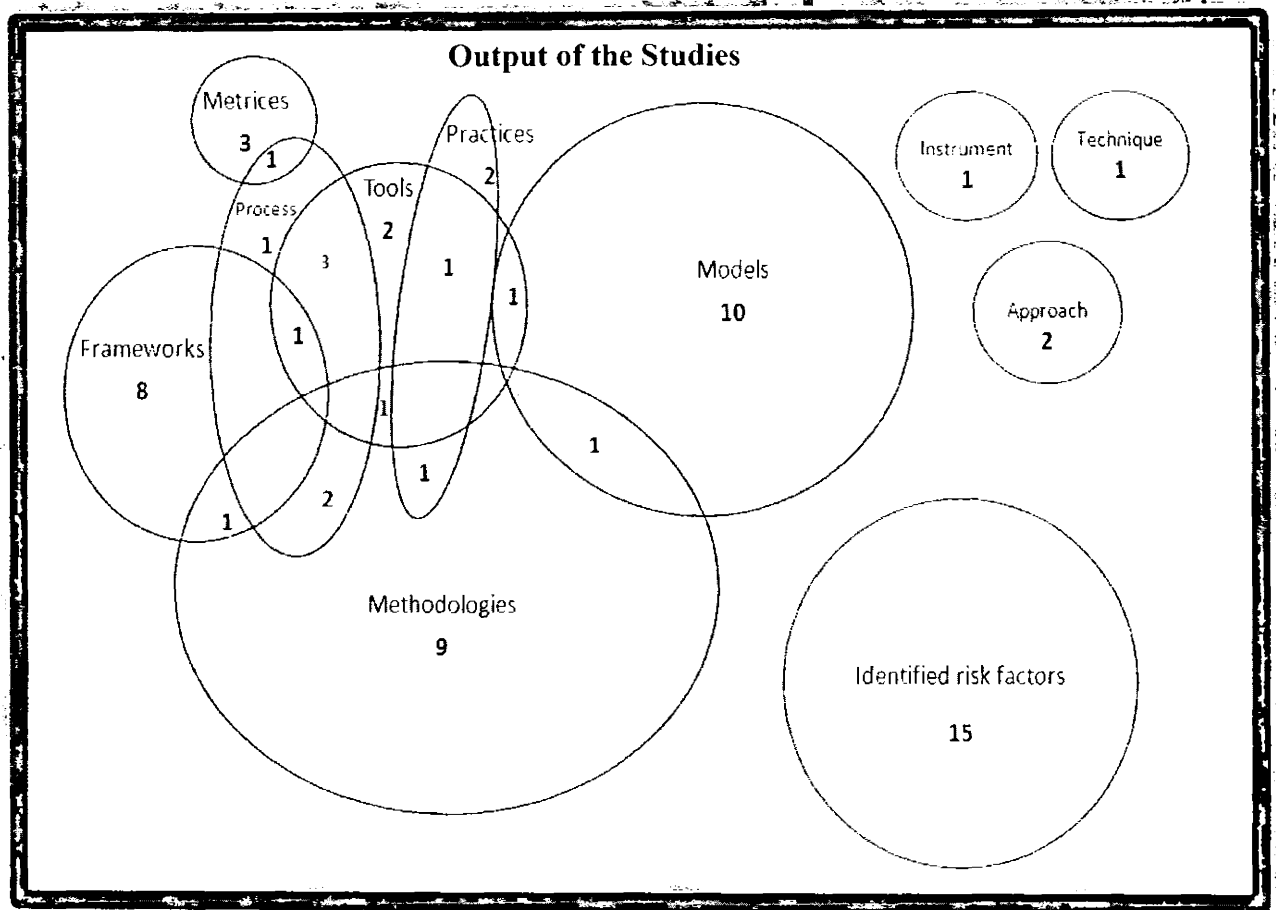 Output of the Studies
Metrices
3
1
Practices
2
Instrument
1
Technique
1
Process
1
Tools
2
3
1
1
Models
10
Approach
2
Frameworks
8
1
1
1
1
2
1
Methodologies
9
Identified risk factors
15